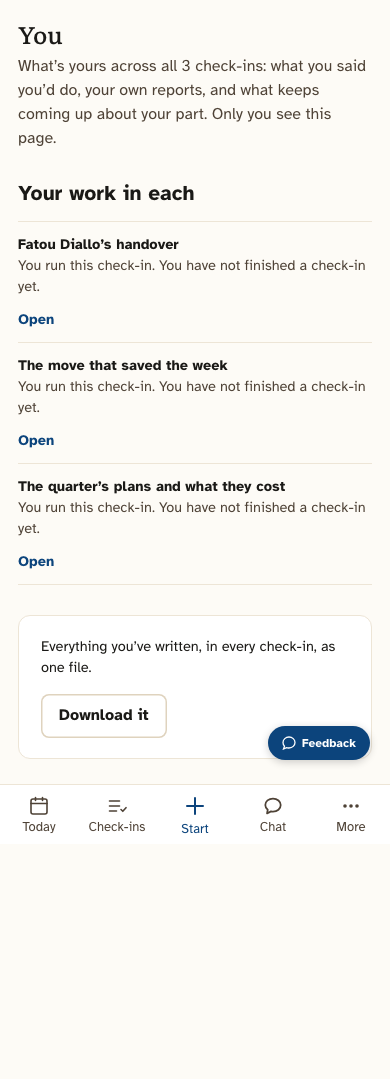 You
What’s yours across all 3 check-ins: what you said
you’d do, your own reports, and what keeps
coming up about your part. Only you see this
page.
Your work in each
Fatou Diallo’s handover
You run this check-in. You have not finished a check-in
yet.
Open
The move that saved the week
You run this check-in. You have not finished a check-in
yet.
Open
The quarter’s plans and what they cost
You run this check-in. You have not finished a check-in
yet.
Open
Everything you’ve written, in every check-in, as
one file.
Download it
Feedback
Today
Check-ins
Start
Chat
More